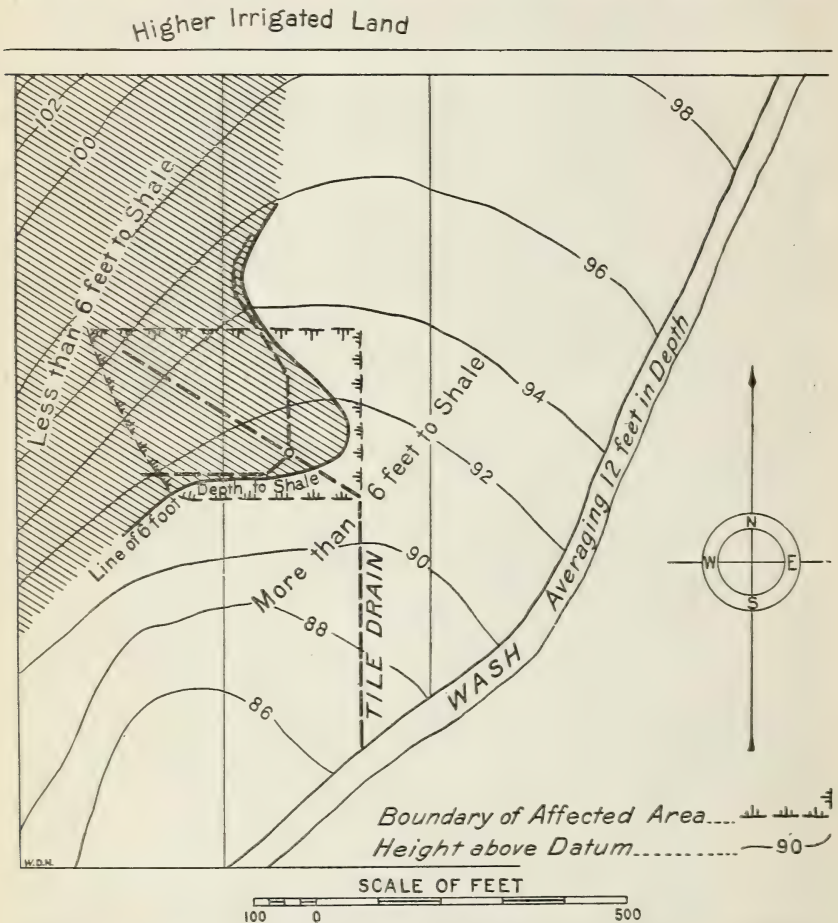 Higher Irrigated Land
102
100
98
Less than 6 feet to Shale
96
94
92
More than 6 feet to Shale
Averaging 12 feet in Depth
Line of 6 foot Depth to Shale
90
88
86
TILE DRAIN
WASH
N
W E
S
Boundary of Affected Area....
Height above Datum.......... 90
W.D.H.
SCALE OF FEET
100 0 500